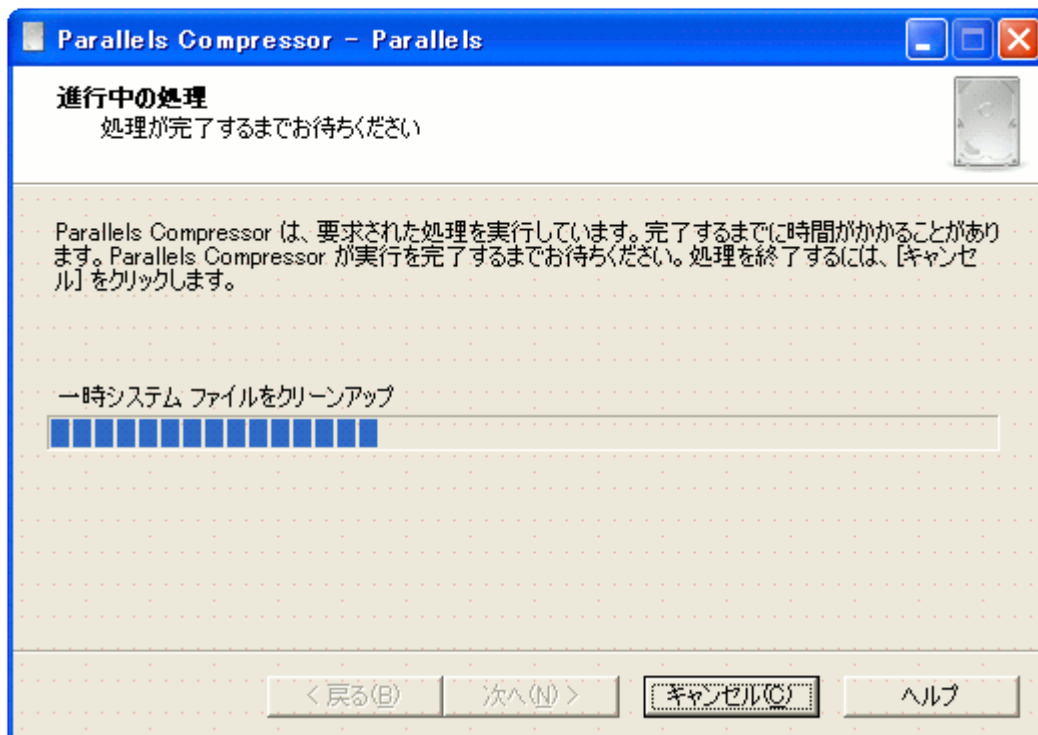 Parallels Compressor - Parallels
進行中の処理
処理が完了するまでお待ちください
Parallels Compressor は、要求された処理を実行しています。完了するまでに時間がかかることがあり
ます。Parallels Compressor が実行を完了するまでお待ちください。処理を終了するには、[キャンセ
ル] をクリックします。
一時システム ファイルをクリーンアップ
< 戻る(B) 次へ(N) > キャンセル(C) ヘルプ